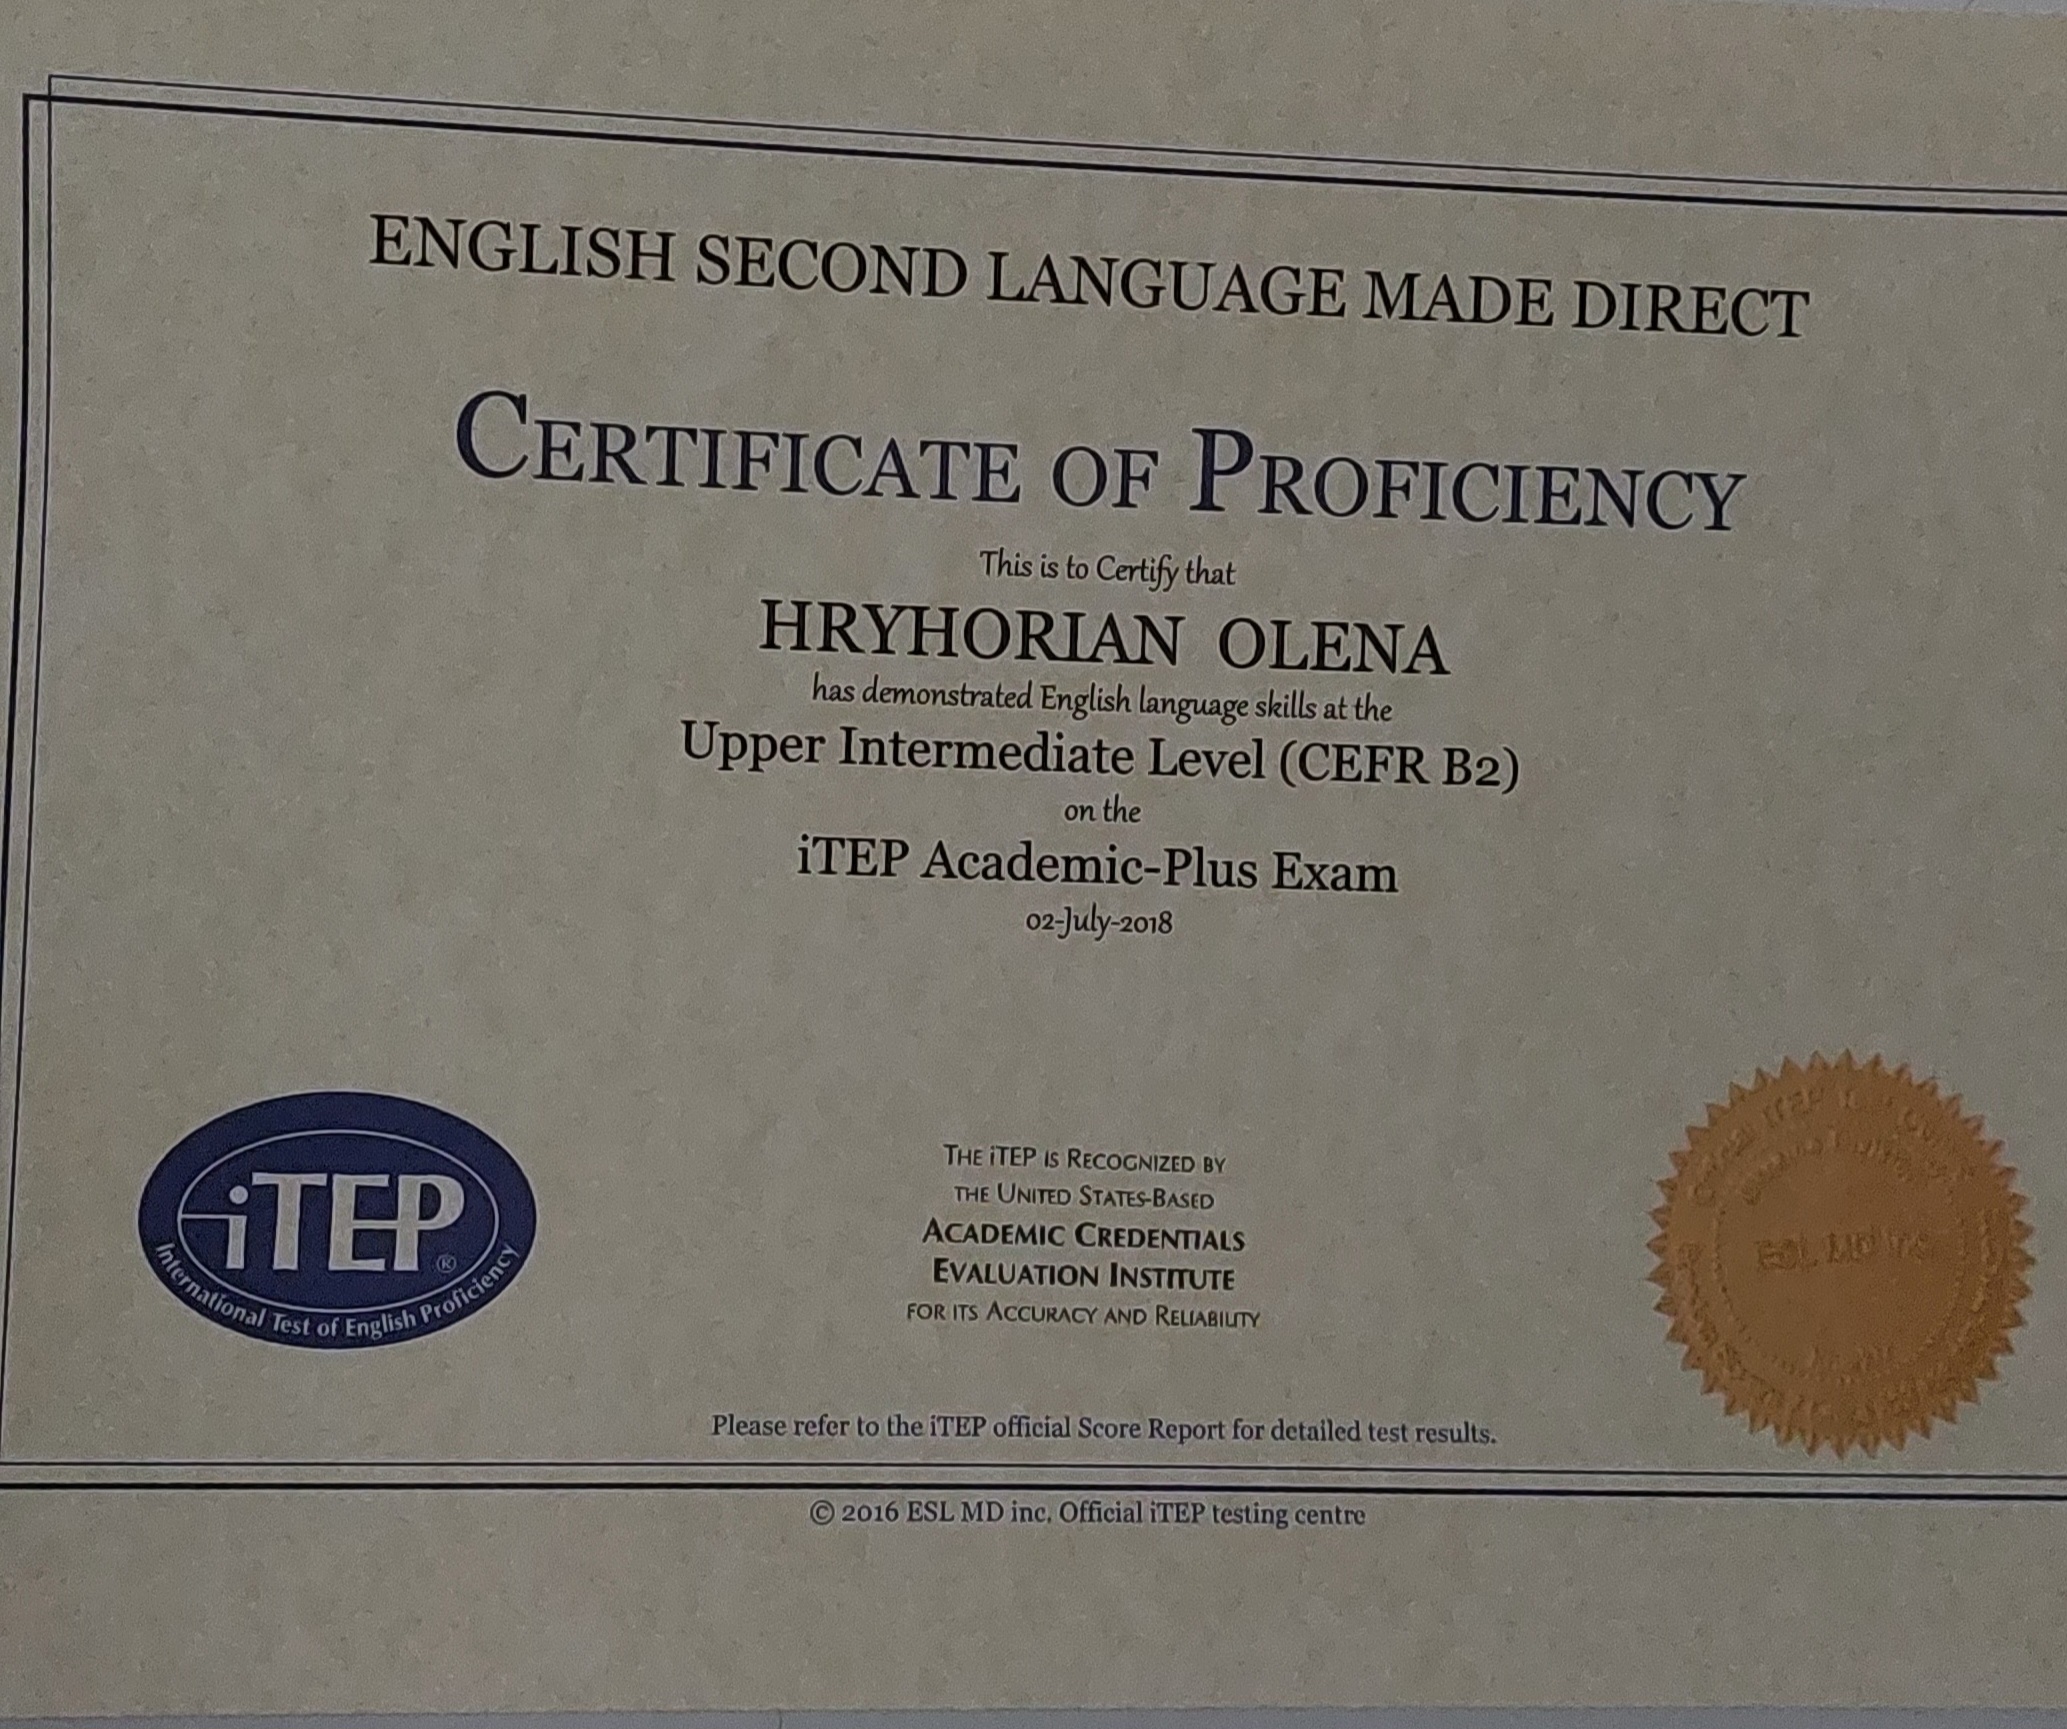 ENGLISH SECOND LANGUAGE MADE DIRECT
CERTIFICATE OF PROFICIENCY
This is to Certify that
HRYHORIAN OLENA
has demonstrated English language skills at the
Upper Intermediate Level (CEFR B2)
on the
iTEP Academic-Plus Exam
02-July-2018
iTEP®
International Test of English Proficiency
THE iTEP IS RECOGNIZED BY
THE UNITED STATES-BASED
ACADEMIC CREDENTIALS
EVALUATION INSTITUTE
FOR ITS ACCURACY AND RELIABILITY
ESL MD
Please refer to the iTEP official Score Report for detailed test results.
© 2016 ESL MD inc. Official iTEP testing centre